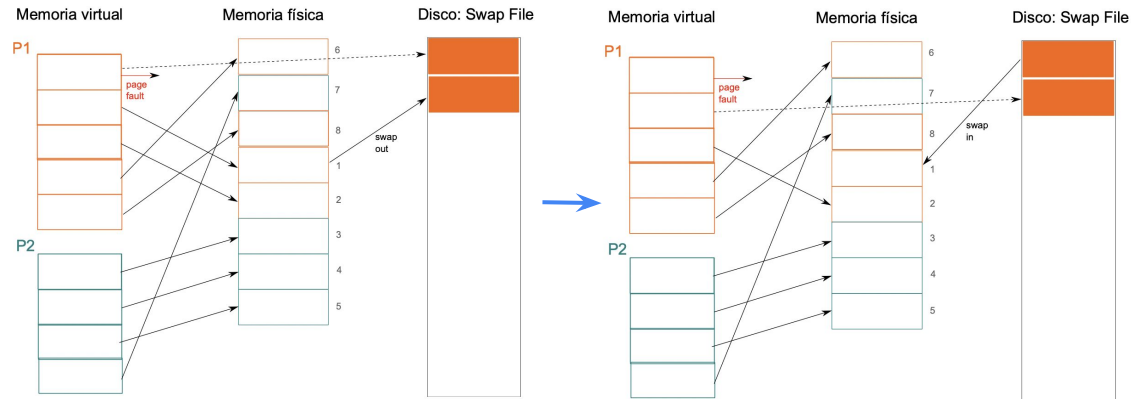 Memoria virtual
Memoria física
Disco: Swap File
P1
page
fault
6
7
8
1
2
3
4
5
swap
out
P2
Memoria virtual
Memoria física
Disco: Swap File
P1
page
fault
6
7
8
1
2
3
4
5
swap
in
P2